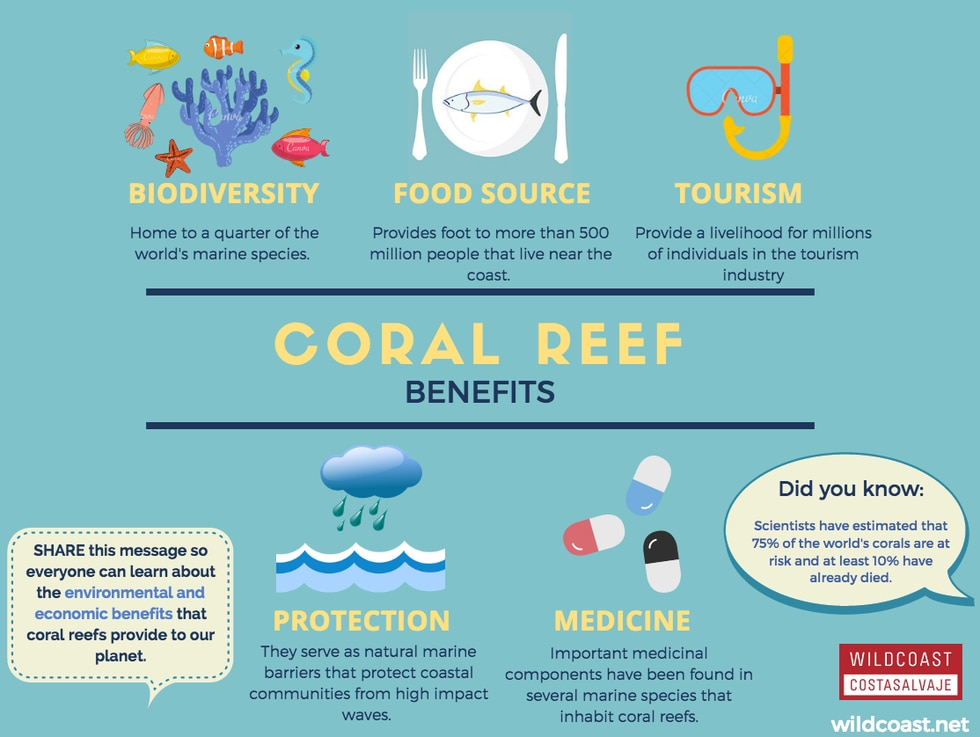 BIODIVERSITY
Home to a quarter of the
world's marine species.
FOOD SOURCE
Provides foot to more than 500
million people that live near the
coast.
TOURISM
Provide a livelihood for millions
of individuals in the tourism
industry
CORAL REEF
BENEFITS
SHARE this message so
everyone can learn about
the environmental and
economic benefits that
coral reefs provide to our
planet.
PROTECTION
They serve as natural marine
barriers that protect coastal
communities from high impact
waves.
MEDICINE
Important medicinal
components have been found in
several marine species that
inhabit coral reefs.
Did you know:
Scientists have estimated that
75% of the world's corals are at
risk and at least 10% have
already died.
WILDCOAST
COSTASALVAJE
wildcoast.net
Canva
Canva
Canva
Canva